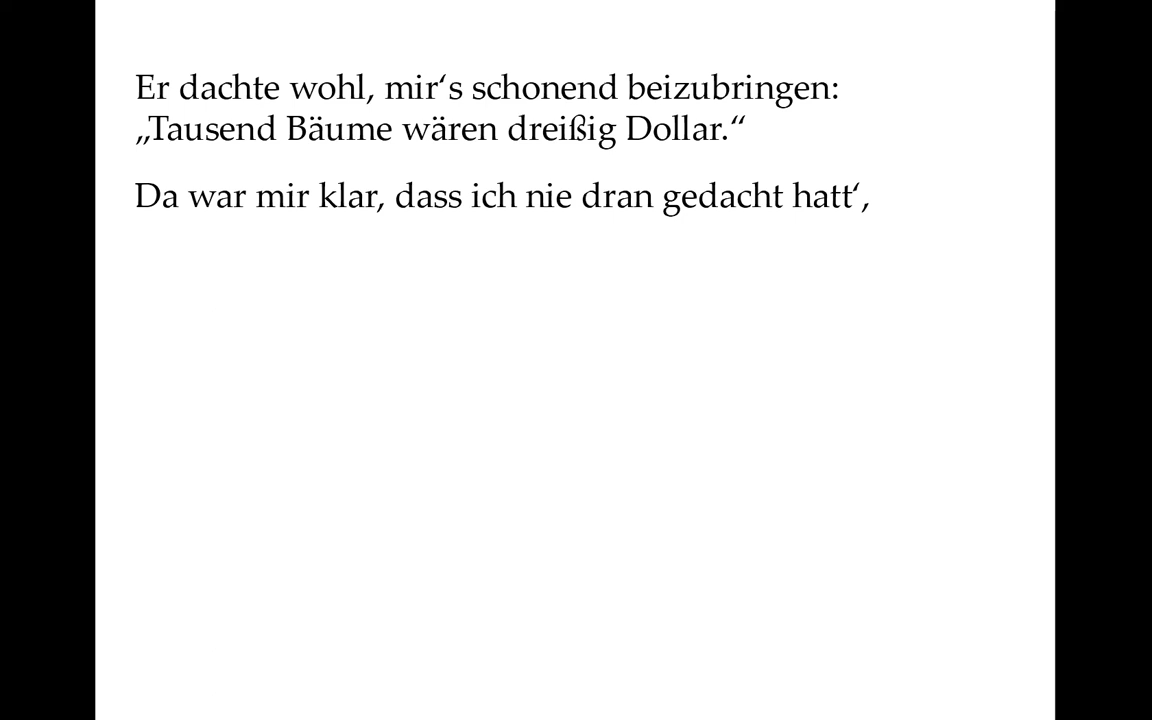 Er dachte wohl, mir‘s schonend beizubringen:
„Tausend Bäume wären dreißig Dollar.“
Da war mir klar, dass ich nie dran gedacht hatt‘,